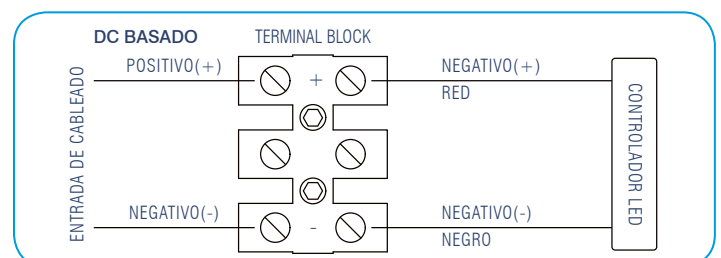 DC BASADO
TERMINAL BLOCK
POSITIVO(+)
+
NEGATIVO(+)
RED
ENTRADA DE CABLEADO
CONTROLADOR LED
NEGATIVO(-)
-
NEGATIVO(-)
NEGRO